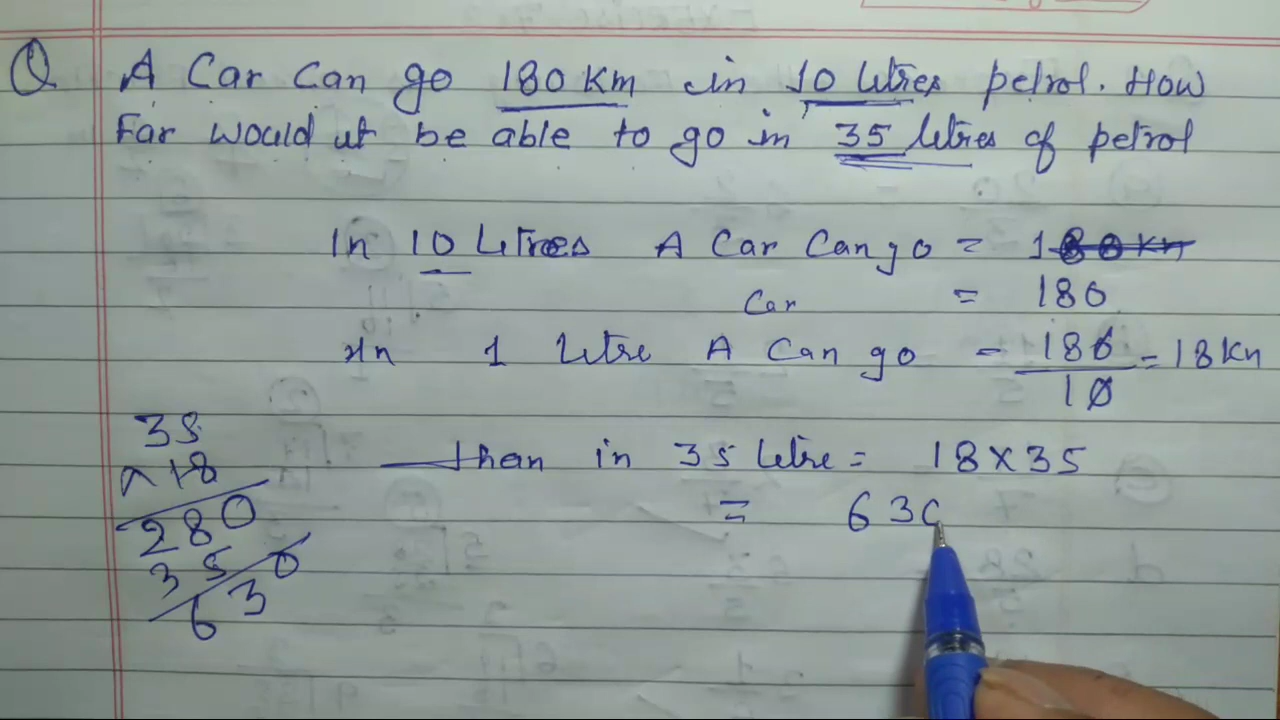 Q A Car Can go 180 Km in 10 litres petrol. How
Far would it be able to go in 35 litres of petrol
In 10 Litres A Car Can go = 180 Km
= 180
Car
In 1 Litre A Can go = 180/10 = 18 Km
then in 35 litre = 18×35
= 630
35
×18
280
350
630